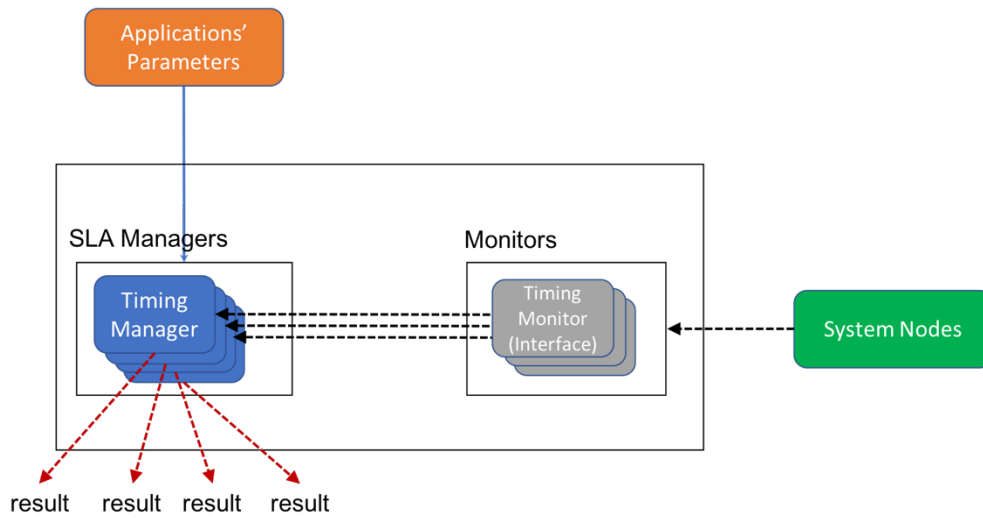 Applications'
Parameters
SLA Managers
Monitors
Timing
Manager
Timing
Monitor
(Interface)
System Nodes
result
result
result
result